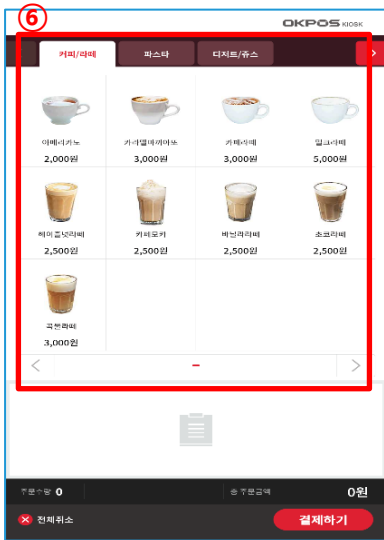 ⑥
OKPOS KIOSK
커피/라떼 파스타 디저트/쥬스 >
아메리카노 카라멜마끼아또 카페라떼 밀크라떼
2,000원 3,000원 3,000원 5,000원
헤이즐넛라떼 카페모카 바닐라라떼 초코라떼
2,500원 2,500원 2,500원 2,500원
곡물라떼
3,000원
주문수량 0 총 주문금액 0원
전체취소 결제하기